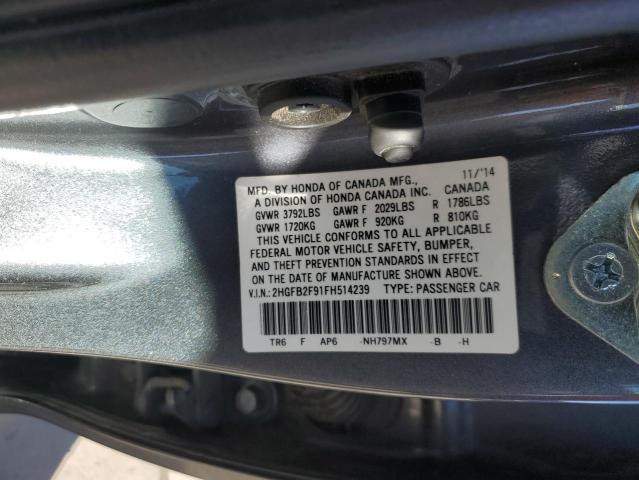 MFD. BY HONDA OF CANADA MFG., 11/'14
A DIVISION OF HONDA CANADA INC. CANADA
GVWR 3792LBS GAWR F 2029LBS R 1786LBS
GVWR 1720KG GAWR F 920KG R 810KG
THIS VEHICLE CONFORMS TO ALL APPLICABLE
FEDERAL MOTOR VEHICLE SAFETY, BUMPER,
AND THEFT PREVENTION STANDARDS IN EFFECT
ON THE DATE OF MANUFACTURE SHOWN ABOVE.
V.I.N.: 2HGFB2F91FH514239 TYPE: PASSENGER CAR
TR6 F AP6 -NH797MX -B -H